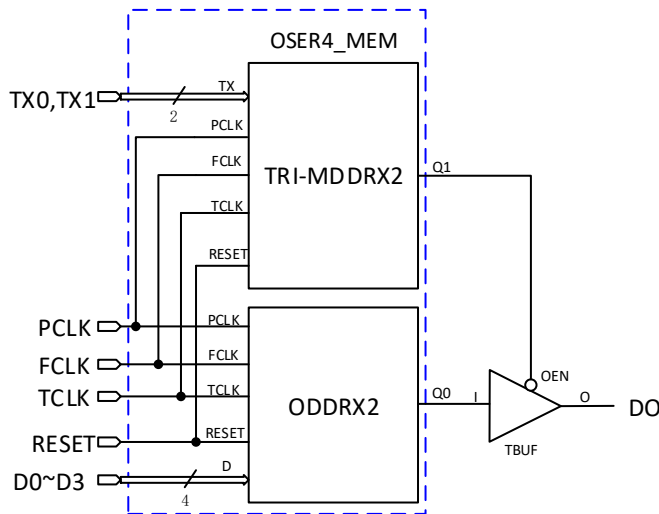 OSER4_MEM
TX0,TX1
2
TX
PCLK
FCLK
TCLK
RESET
TRI-MDDRX2
Q1
PCLK
FCLK
TCLK
RESET
D0~D3
4
PCLK
FCLK
TCLK
RESET
D
ODDRX2
Q0
I
OEN
O
TBUF
DO